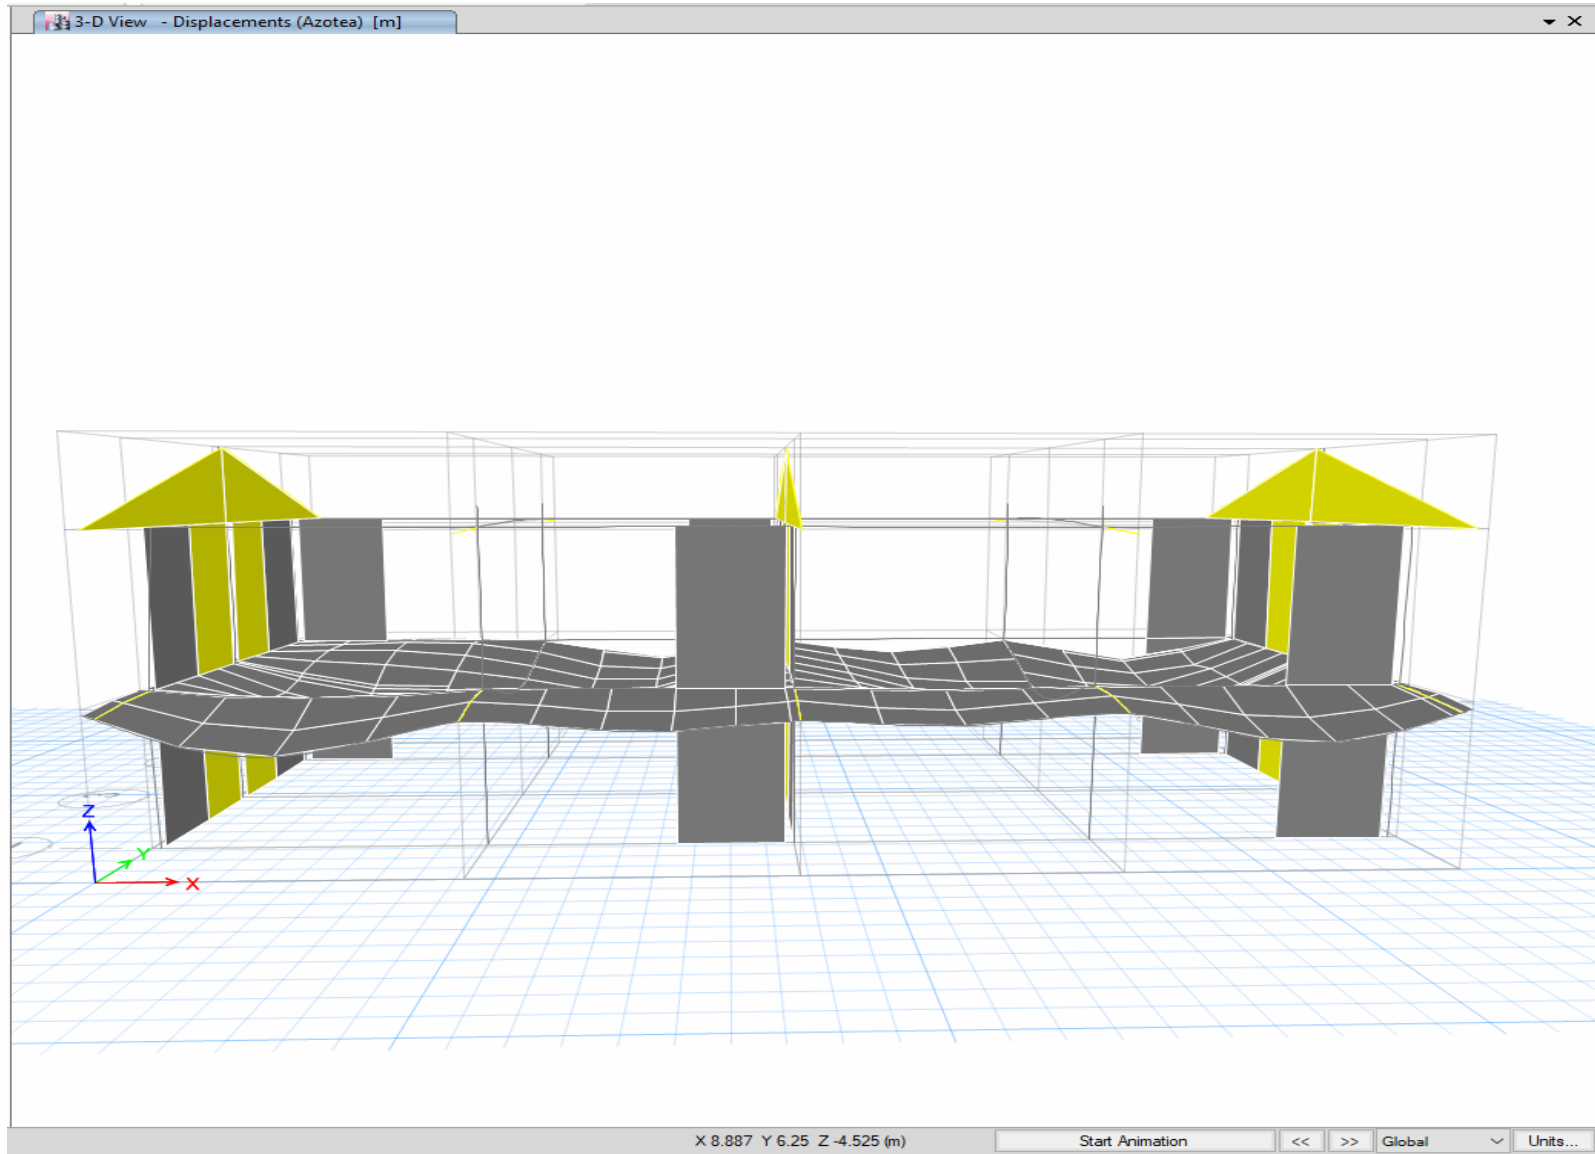 3-D View - Displacements (Azotea) [m]
Z
Y
X
X 8.887 Y 6.25 Z -4.525 (m)
Start Animation
<<
>>
Global
Units...